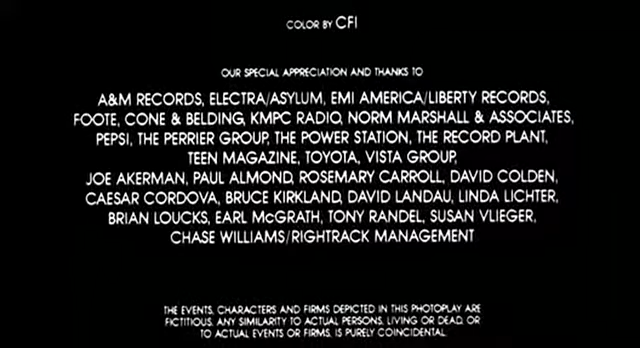 COLOR BY CFI
OUR SPECIAL APPRECIATION AND THANKS TO
A&M RECORDS, ELECTRA/ASYLUM, EMI AMERICA/LIBERTY RECORDS,
FOOTE, CONE & BELDING, KMPC RADIO, NORM MARSHALL & ASSOCIATES,
PEPSI, THE PERRIER GROUP, THE POWER STATION, THE RECORD PLANT,
TEEN MAGAZINE, TOYOTA, VISTA GROUP,
JOE AKERMAN, PAUL ALMOND, ROSEMARY CARROLL, DAVID COLDEN,
CAESAR CORDOVA, BRUCE KIRKLAND, DAVID LANDAU, LINDA LICHTER,
BRIAN LOUCKS, EARL McGRATH, TONY RANDEL, SUSAN VLIEGER,
CHASE WILLIAMS/RIGHTRACK MANAGEMENT
THE EVENTS, CHARACTERS AND FIRMS DEPICTED IN THIS PHOTOPLAY ARE
FICTITIOUS. ANY SIMILARITY TO ACTUAL PERSONS, LIVING OR DEAD, OR
TO ACTUAL EVENTS OR FIRMS, IS PURELY COINCIDENTAL.